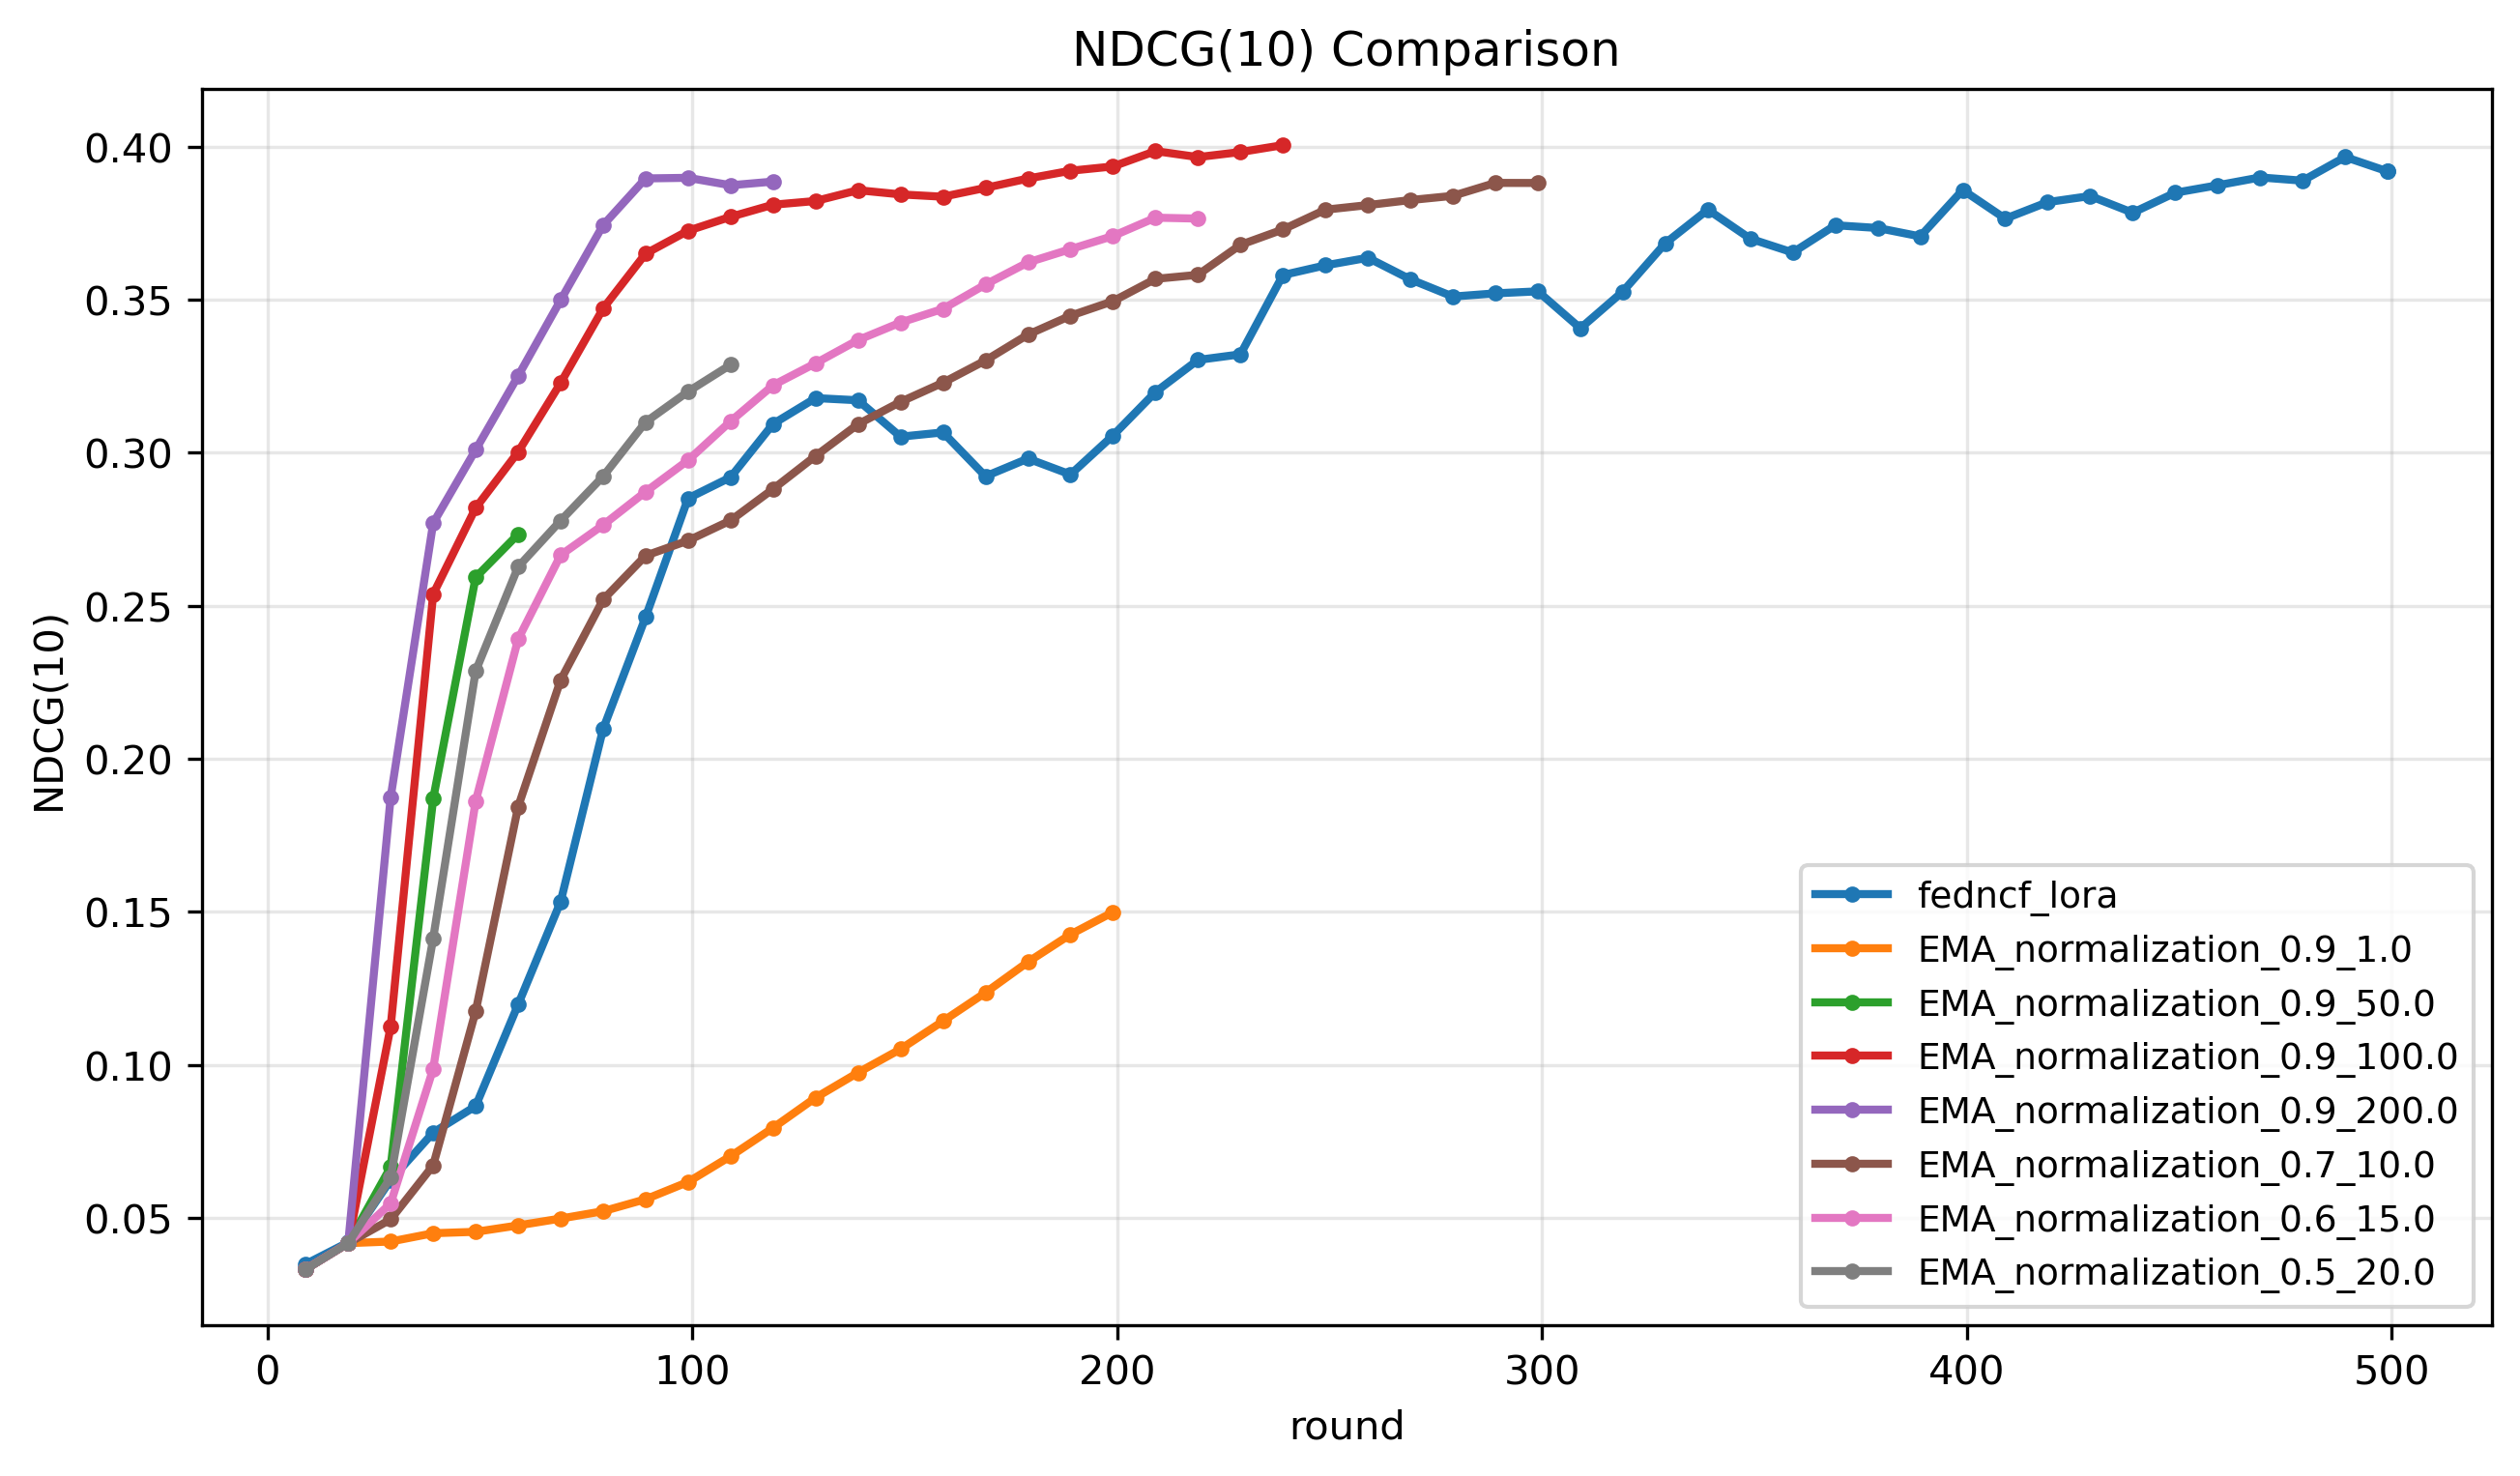 NDCG(10) Comparison
NDCG(10)
0.40
0.35
0.30
0.25
0.20
0.15
0.10
0.05
0 100 200 300 400 500
round
fedncf_lora
EMA_normalization_0.9_1.0
EMA_normalization_0.9_50.0
EMA_normalization_0.9_100.0
EMA_normalization_0.9_200.0
EMA_normalization_0.7_10.0
EMA_normalization_0.6_15.0
EMA_normalization_0.5_20.0